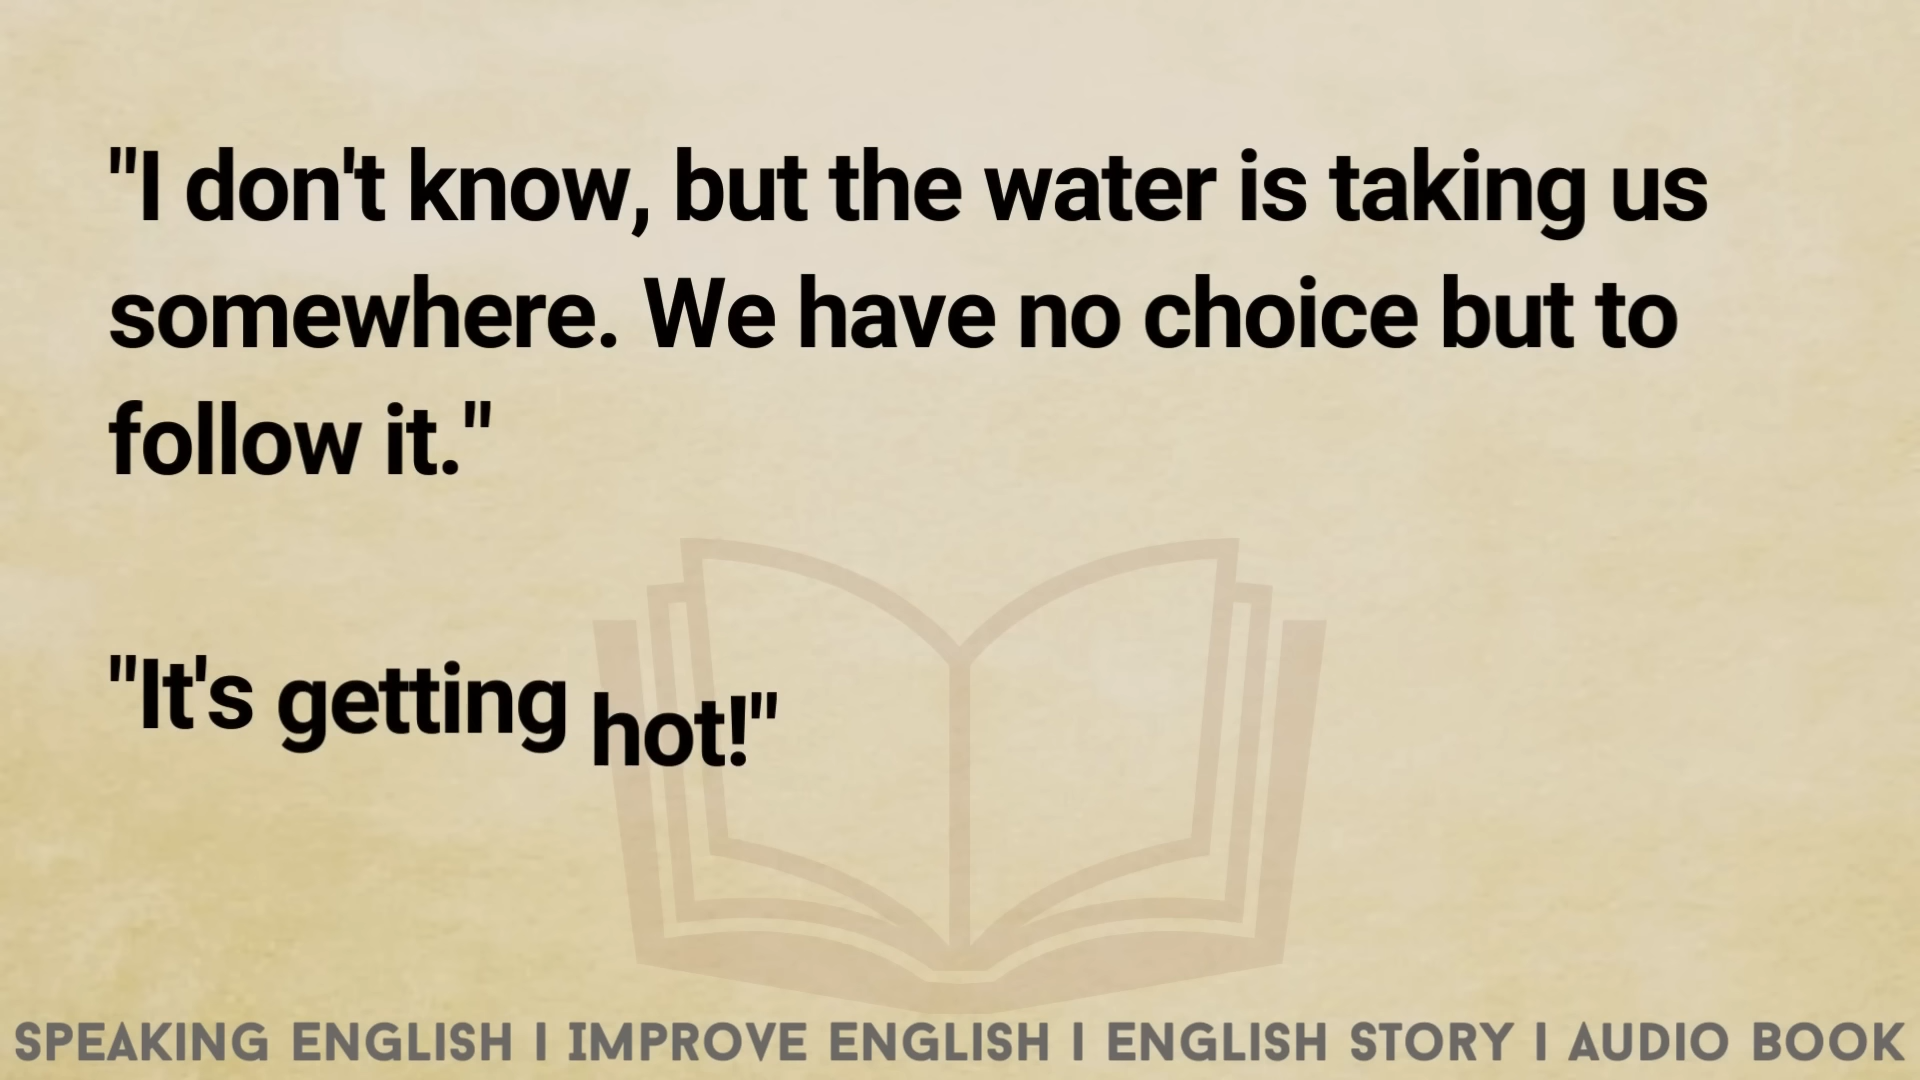 "I don't know, but the water is taking us
somewhere. We have no choice but to
follow it."
"It's getting hot!"
SPEAKING ENGLISH I IMPROVE ENGLISH I ENGLISH STORY I AUDIO BOOK